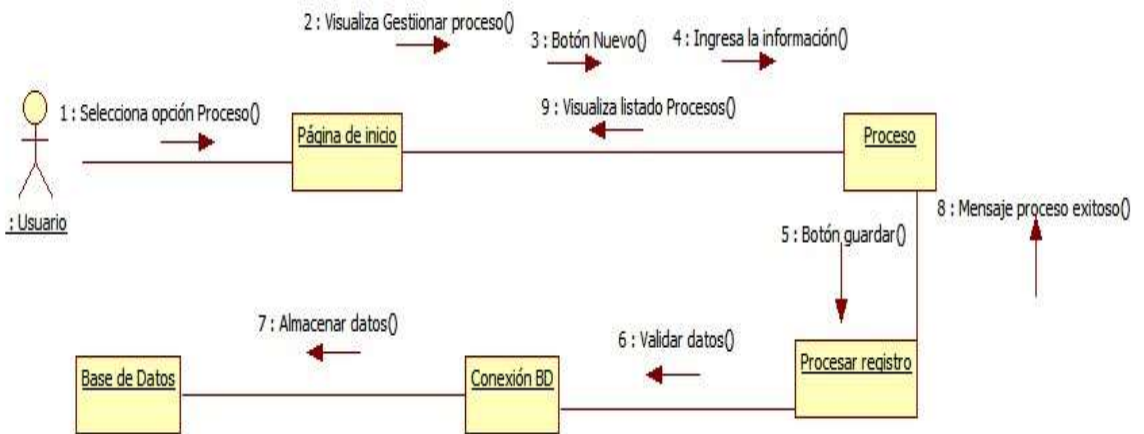 2 : Visualiza Gestiionar proceso()
3 : Botón Nuevo()
4 : Ingresa la información()
1 : Selecciona opción Proceso()
9 : Visualiza listado Procesos()
Página de inicio
Proceso
: Usuario
8 : Mensaje proceso exitoso()
5 : Botón guardar()
7 : Almacenar datos()
6 : Validar datos()
Base de Datos
Conexión BD
Procesar registro